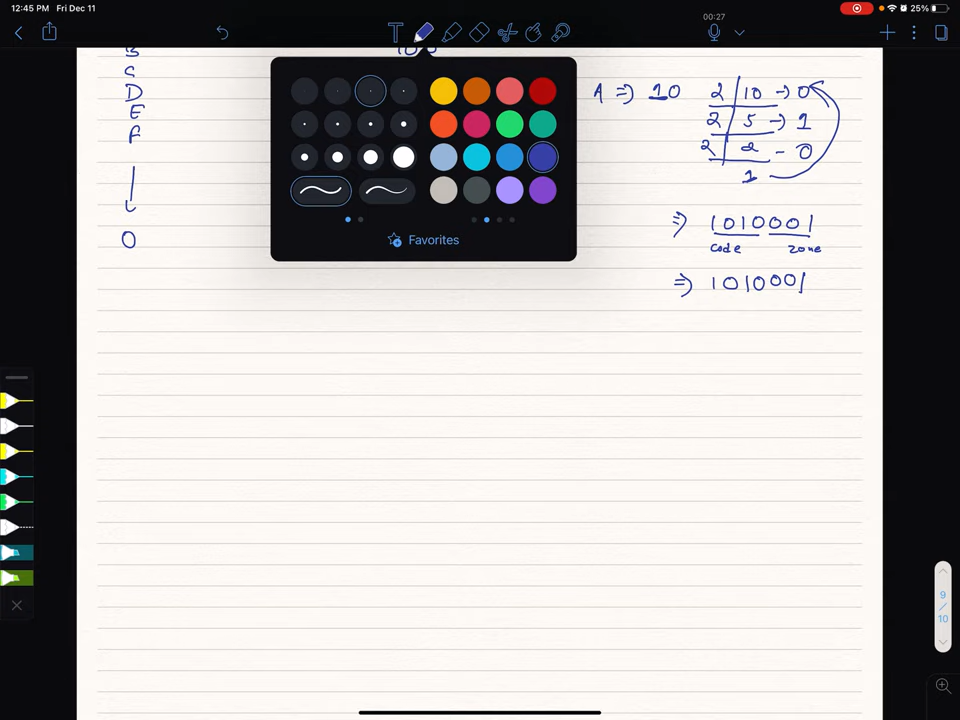 12:45 PM Fri Dec 11
25%
00:27
T
B
C
D
E
F
L
O
Favorites
A => 10
2 | 10 -> 0
2 | 5 -> 1
2 | 2 - 0
1
=> 1010001
code zone
=> 1010001
9
/
10